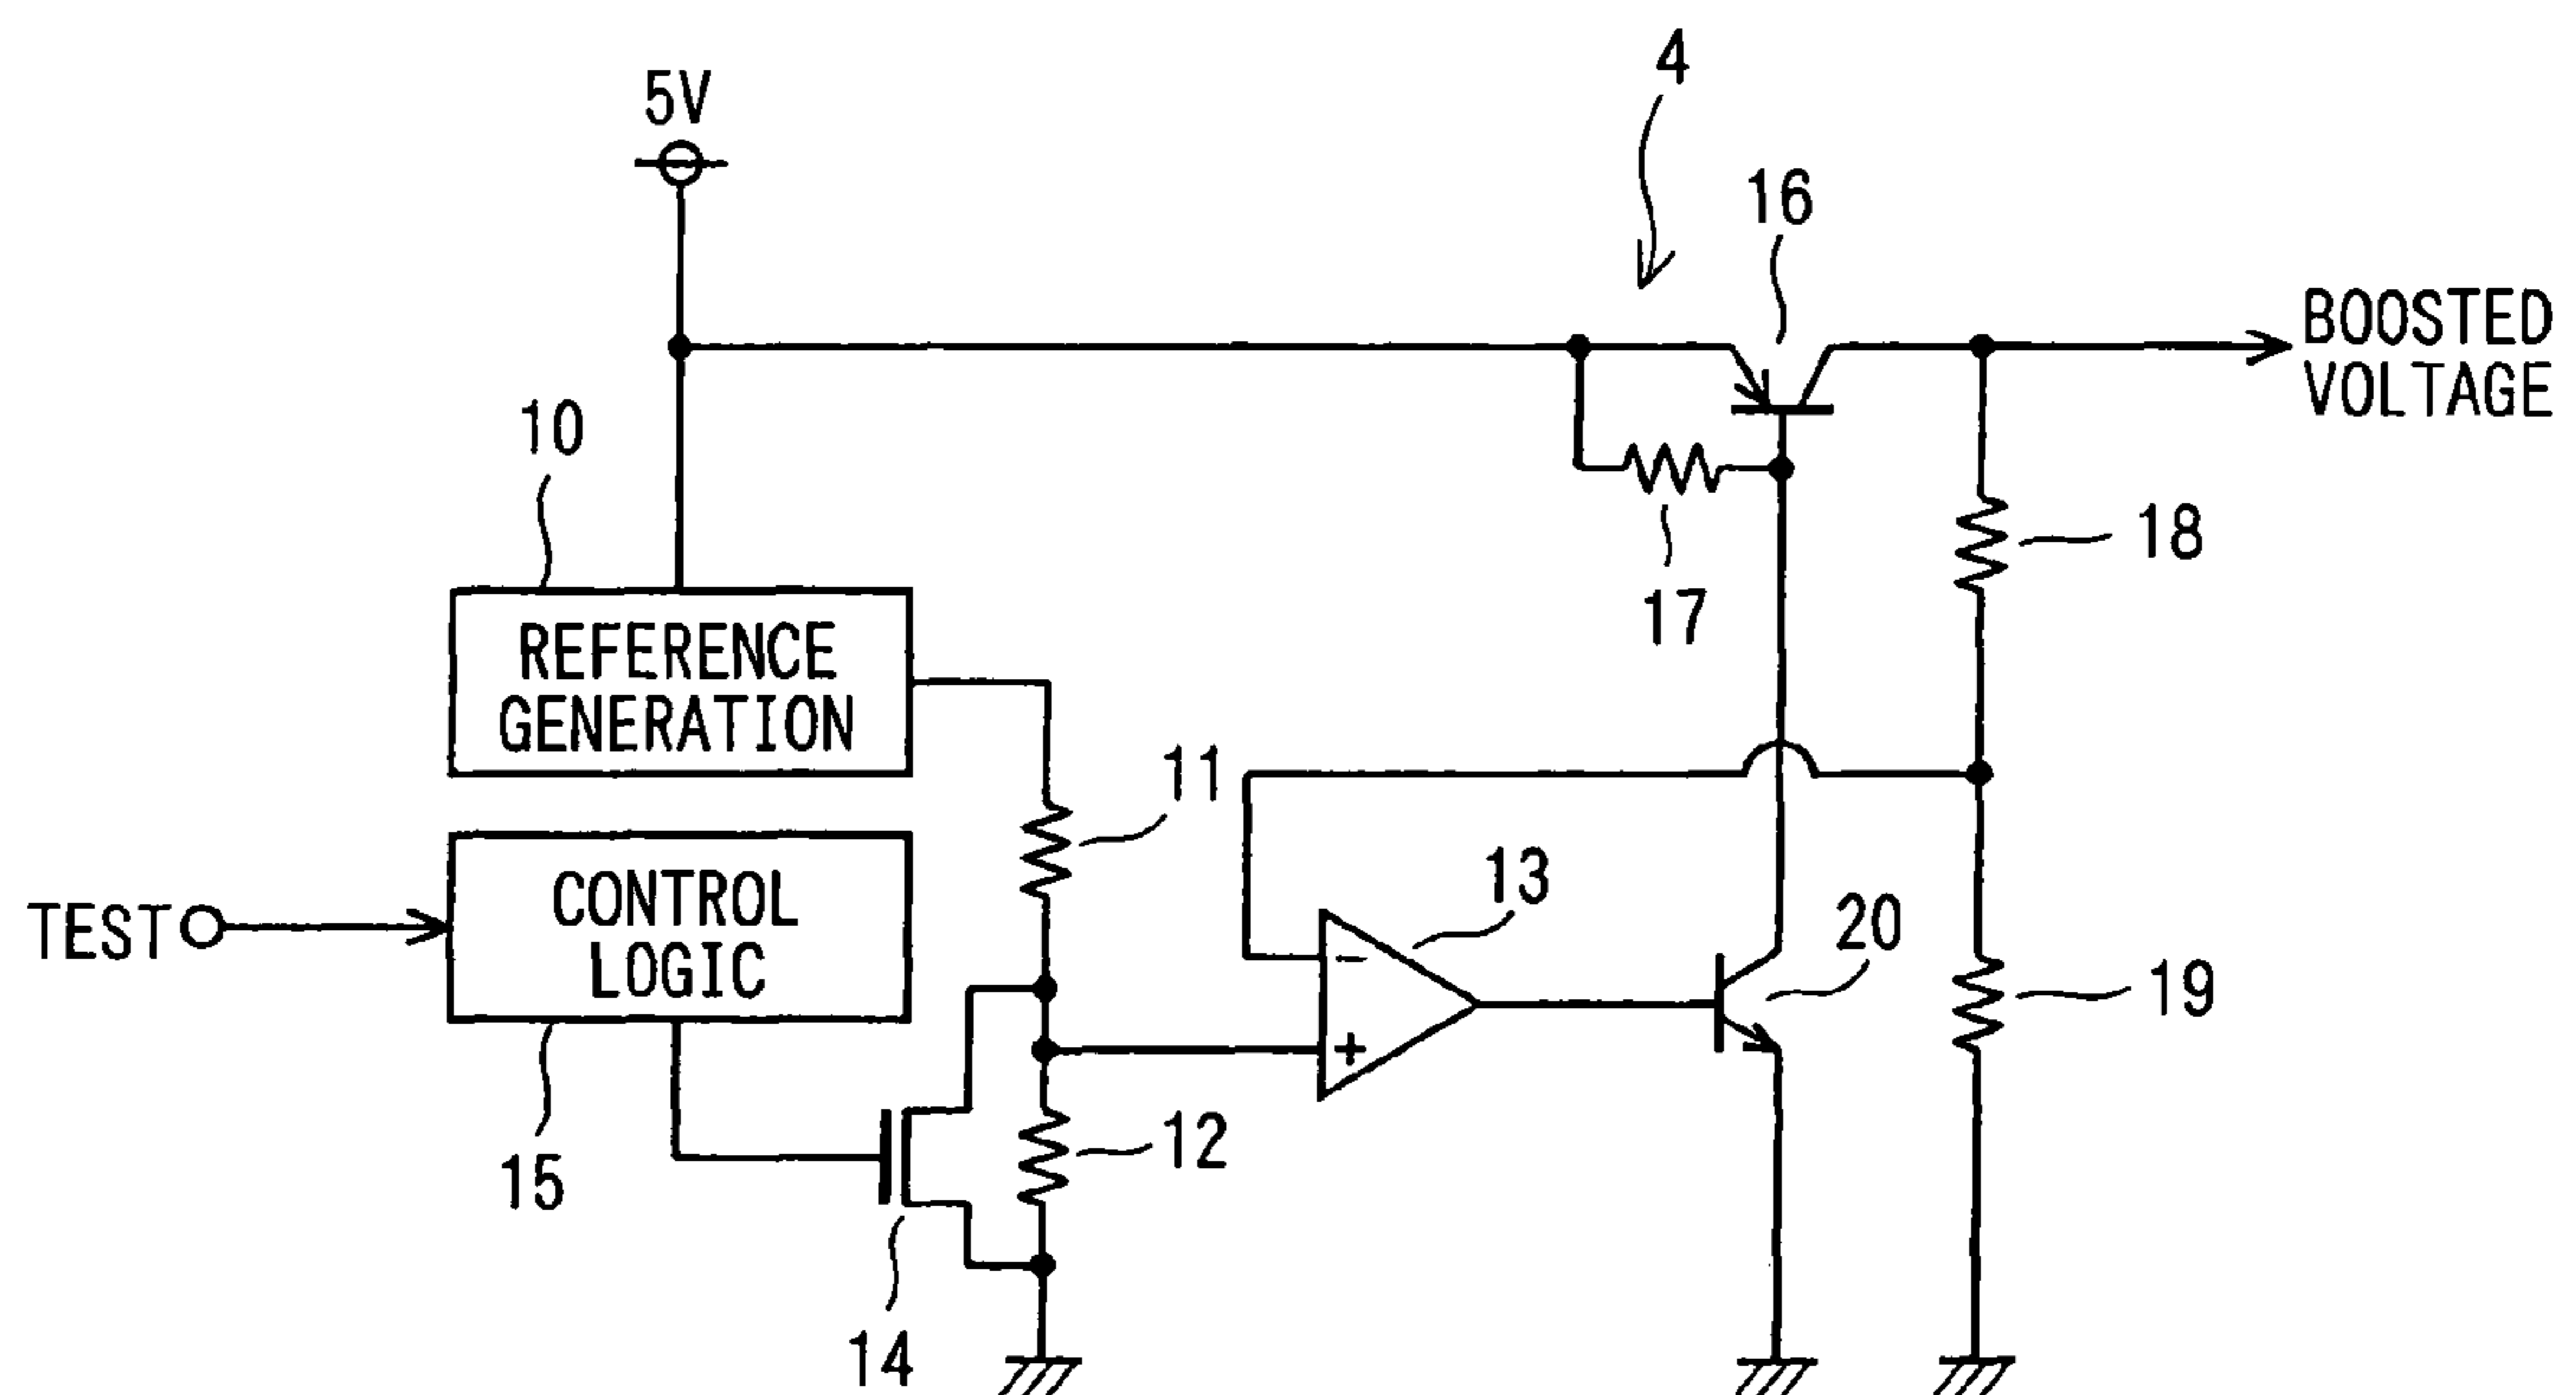 4
5V
16
BOOSTED
VOLTAGE
10
18
17
REFERENCE
GENERATION
11
CONTROL
LOGIC
13
20
TEST
19
-
+
12
15
14